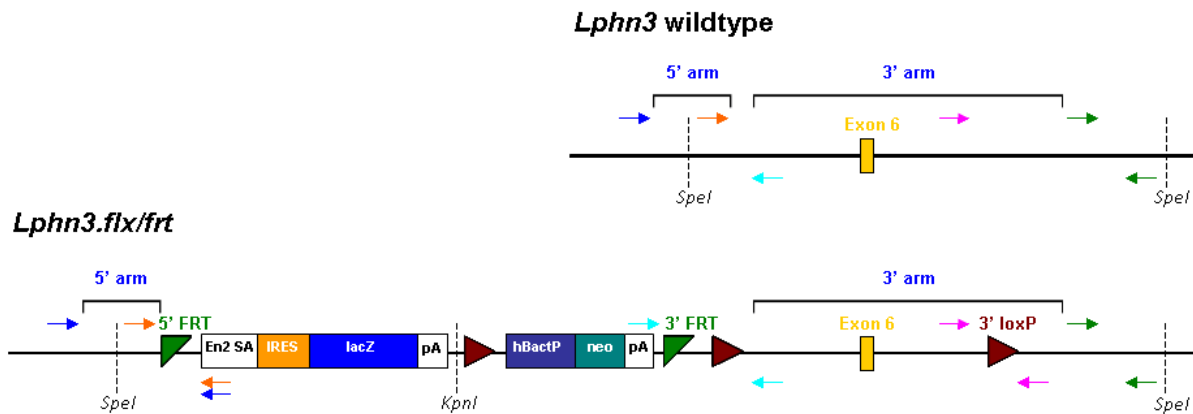 Lphn3 wildtype
5’ arm 3’ arm
Exon 6
SpeI SpeI
Lphn3.flx/frt
5’ arm 3’ arm
5’ FRT 3’ FRT Exon 6 3’ loxP
En2 SA IRES lacZ pA hBactP neo pA
SpeI KpnI SpeI